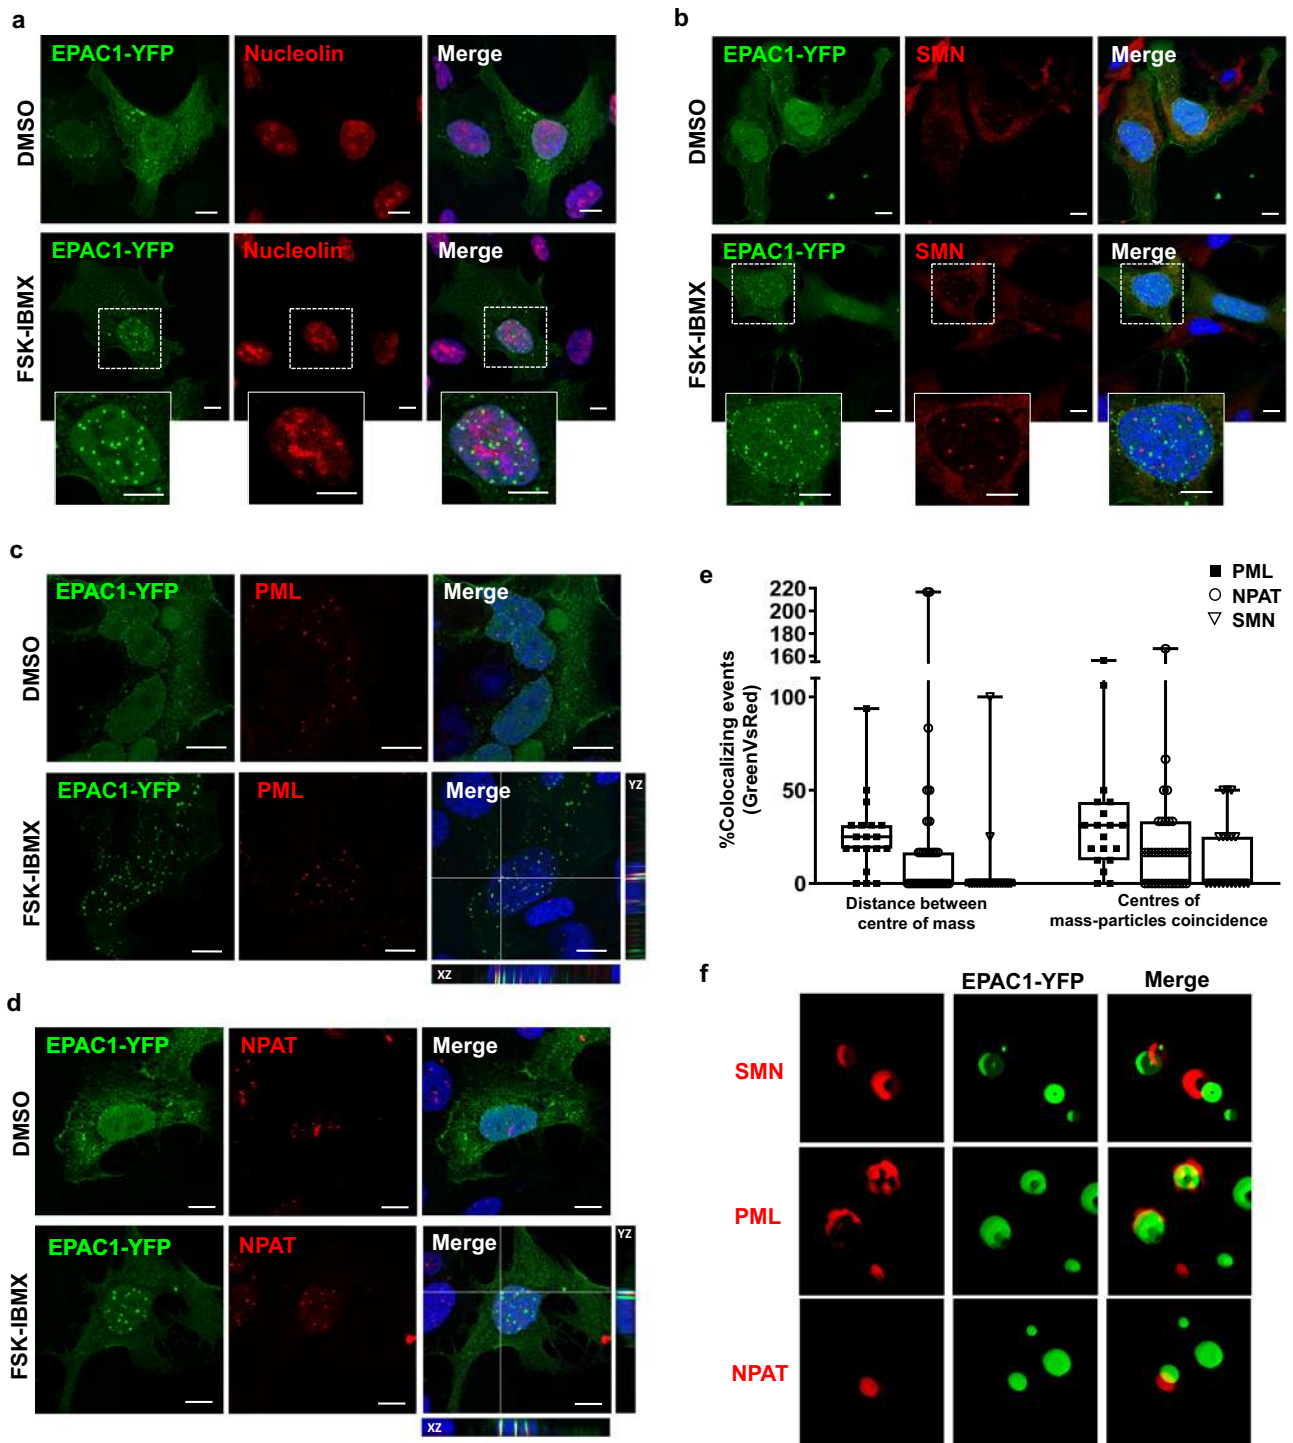 a
EPAC1-YFP Nucleolin Merge
DMSO
EPAC1-YFP Nucleolin Merge
FSK-IBMX
b
EPAC1-YFP SMN Merge
DMSO
EPAC1-YFP SMN Merge
FSK-IBMX
c
EPAC1-YFP PML Merge
DMSO
EPAC1-YFP PML Merge
YZ
FSK-IBMX
XZ
d
EPAC1-YFP NPAT Merge
DMSO
EPAC1-YFP NPAT Merge
YZ
FSK-IBMX
XZ
e
PML
NPAT
SMN
%Colocalizing events
(GreenVsRed)
220
200
180
160
100
50
0
Distance between
centre of mass
Centres of
mass-particles coincidence
f
EPAC1-YFP Merge
SMN
PML
NPAT